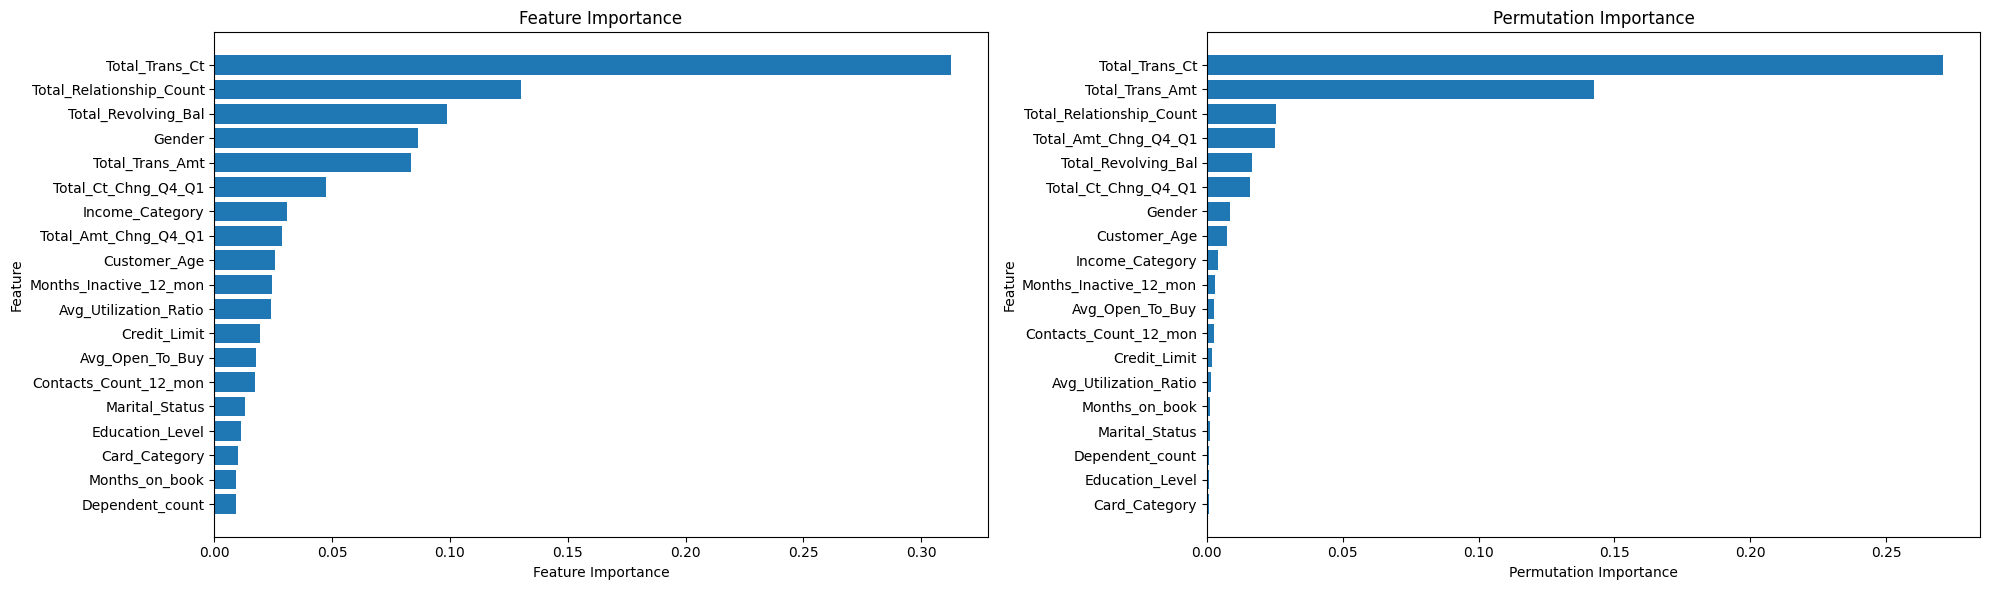 Feature Importance
Feature
Total_Trans_Ct
Total_Relationship_Count
Total_Revolving_Bal
Gender
Total_Trans_Amt
Total_Ct_Chng_Q4_Q1
Income_Category
Total_Amt_Chng_Q4_Q1
Customer_Age
Months_Inactive_12_mon
Avg_Utilization_Ratio
Credit_Limit
Avg_Open_To_Buy
Contacts_Count_12_mon
Marital_Status
Education_Level
Card_Category
Months_on_book
Dependent_count
0.00 0.05 0.10 0.15 0.20 0.25 0.30
Feature Importance
Permutation Importance
Feature
Total_Trans_Ct
Total_Trans_Amt
Total_Relationship_Count
Total_Amt_Chng_Q4_Q1
Total_Revolving_Bal
Total_Ct_Chng_Q4_Q1
Gender
Customer_Age
Income_Category
Months_Inactive_12_mon
Avg_Open_To_Buy
Contacts_Count_12_mon
Credit_Limit
Avg_Utilization_Ratio
Months_on_book
Marital_Status
Dependent_count
Education_Level
Card_Category
0.00 0.05 0.10 0.15 0.20 0.25
Permutation Importance